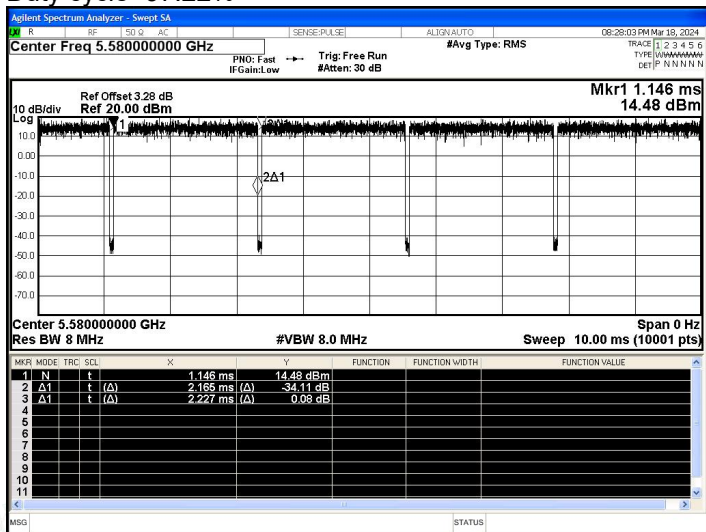 Agilent Spectrum Analyzer - Swept SA
R RF 50 Ω AC SENSE:PULSE ALIGN AUTO 08:28:03 PM Mar 18, 2024
Center Freq 5.580000000 GHz #Avg Type: RMS TRACE 1 2 3 4 5 6
PNO: Fast Trig: Free Run TYPE
IFGain:Low #Atten: 30 dB DET P N N N N N
Mkr1 1.146 ms
Ref Offset 3.28 dB
10 dB/div Ref 20.00 dBm 14.48 dBm
Log
1
10.0
0.00
-10.0
2Δ1
-20.0
-30.0
-40.0
-50.0
-60.0
-70.0
Center 5.580000000 GHz Span 0 Hz
Res BW 8 MHz #VBW 8.0 MHz Sweep 10.00 ms (10001 pts)
MKR MODE TRC SCL X Y FUNCTION FUNCTION WIDTH FUNCTION VALUE
1 N t 1.146 ms 14.48 dBm
2 Δ1 t (Δ) 2.165 ms (Δ) -34.11 dB
3 Δ1 t (Δ) 2.227 ms (Δ) 0.08 dB
4
5
6
7
8
9
10
11
MSG STATUS